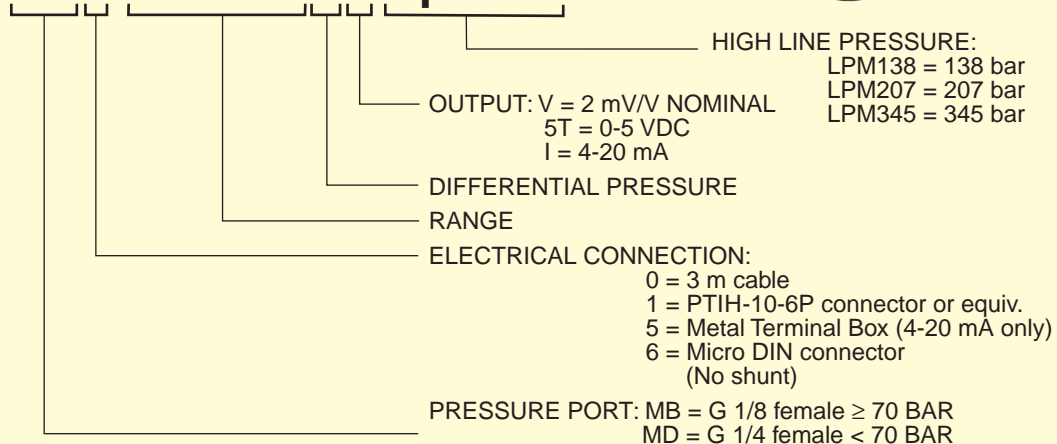 HIGH LINE PRESSURE:
LPM138 = 138 bar
LPM207 = 207 bar
LPM345 = 345 bar
OUTPUT: V = 2 mV/V NOMINAL
5T = 0-5 VDC
I = 4-20 mA
DIFFERENTIAL PRESSURE
RANGE
ELECTRICAL CONNECTION:
0 = 3 m cable
1 = PTIH-10-6P connector or equiv.
5 = Metal Terminal Box (4-20 mA only)
6 = Micro DIN connector
(No shunt)
PRESSURE PORT: MB = G 1/8 female ≥ 70 BAR
MD = G 1/4 female < 70 BAR